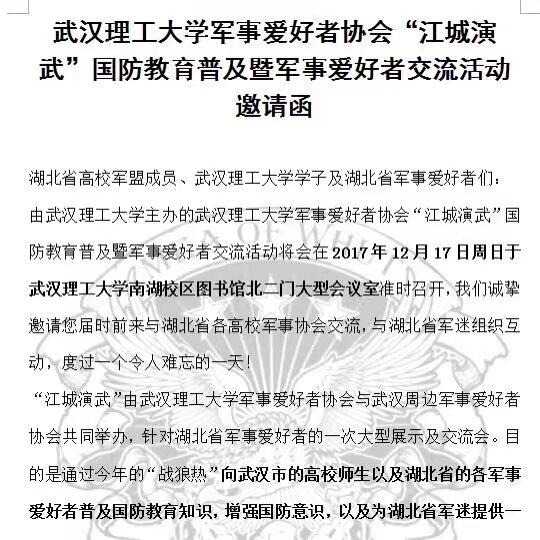 武汉理工大学军事爱好者协会“江城演
武”国防教育普及暨军事爱好者交流活动
邀请函
湖北省高校军盟成员、武汉理工大学学子及湖北省军事爱好者们：
由武汉理工大学主办的武汉理工大学军事爱好者协会“江城演武”国
防教育普及暨军事爱好者交流活动将会在2017年12月17日周日于
武汉理工大学南湖校区图书馆北二门大型会议室准时召开，我们诚挚
邀请您届时前来与湖北省各高校军事协会交流，与湖北省军迷组织互
动，度过一个令人难忘的一天！
“江城演武”由武汉理工大学军事爱好者协会与武汉周边军事爱好者
协会共同举办，针对湖北省军事爱好者的一次大型展示及交流会。目
的是通过今年的“战狼热”向武汉市的高校师生以及湖北省的各军事
爱好者普及国防教育知识，增强国防意识，以及为湖北省军迷提供一